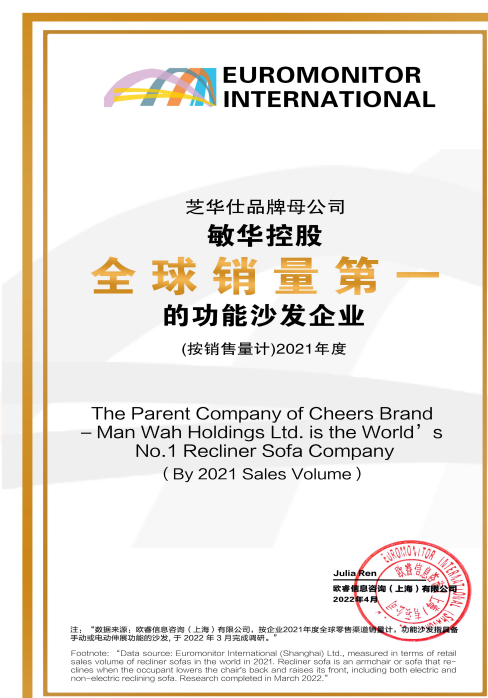 EUROMONITOR
INTERNATIONAL
芝华仕品牌母公司
敏华控股
全球销量第一
的功能沙发企业
(按销售量计)2021年度
The Parent Company of Cheers Brand
– Man Wah Holdings Ltd. is the World’s
No.1 Recliner Sofa Company
（By 2021 Sales Volume）
Julia Ren
欧睿信息咨询（上海）有限公司
2022年4月
EUROMONITOR INTERNATIONAL
欧睿信息咨
注：“数据来源：欧睿信息咨询（上海）有限公司，按企业2021年度全球零售渠道销量计，功能沙发指具备
手动或电动伸展功能的沙发, 于 2022 年 3 月完成调研。”
Footnote: “Data source: Euromonitor International (Shanghai) Ltd., measured in terms of retail
sales volume of recliner sofas in the world in 2021. Recliner sofa is an armchair or sofa that re-
clines when the occupant lowers the chair's back and raises its front, including both electric and
non-electric reclining sofa. Research completed in March 2022.”